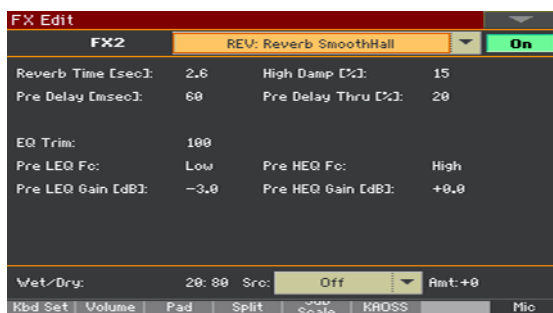 FX Edit
FX2 REV: Reverb SmoothHall On
Reverb Time [sec]: 2.6 High Damp [%]: 15
Pre Delay [msec]: 60 Pre Delay Thru [%]: 20
EQ Trim: 100
Pre LEQ Fc: Low Pre HEQ Fc: High
Pre LEQ Gain [dB]: -3.0 Pre HEQ Gain [dB]: +0.0
Wet/Dry: 20:80 Src: Off Amt:+0
Kbd Set Volume Pad Split Sub Scale KAOSS Mic